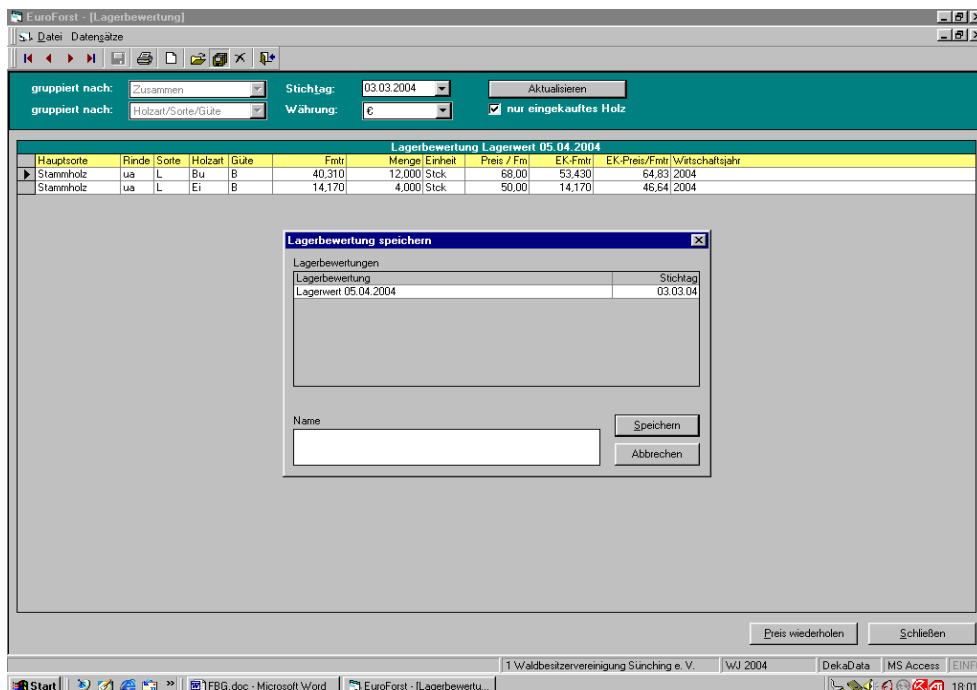 EuroForst - [Lagerbewertung]
Datei Datensätze
gruppiert nach: Zusammen Stichtag: 03.03.2004 Aktualisieren
gruppiert nach: Holzart/Sorte/Güte Währung: € nur eingekauftes Holz
Lagerbewertung Lagerwert 05.04.2004
Hauptsorte Rinde Sorte Holzart Güte Fmtr Menge Einheit Preis / Fm EK-Fmtr EK-Preis/Fmtr Wirtschaftsjahr
Stammholz ua L Bu B 40,310 12,000 Stck 68,00 53,430 64,83 2004
Stammholz ua L Ei B 14,170 4,000 Stck 50,00 14,170 46,64 2004
Lagerbewertung speichern
Lagerbewertungen
Lagerbewertung Stichtag
Lagerwert 05.04.2004 03.03.04
Name
Speichern
Abbrechen
Preis wiederholen Schließen
1 Waldbesitzervereinigung Sünching e. V. WJ 2004 DekaData MS Access EINF
Start » FBG.doc - Microsoft Word EuroForst - [Lagerbewertu... 18:01